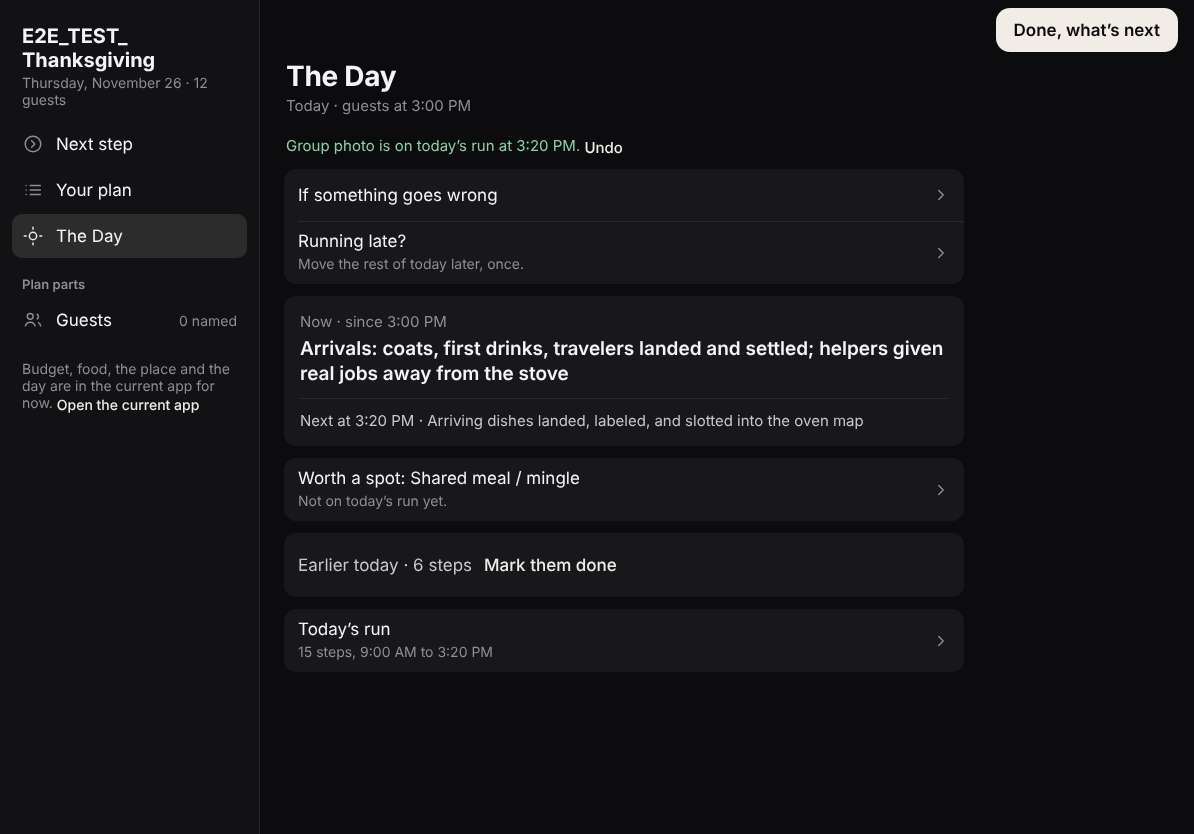 E2E_TEST_
Thanksgiving
Thursday, November 26 · 12
guests
Next step
Your plan
The Day
Plan parts
Guests 0 named
Budget, food, the place and the
day are in the current app for
now. Open the current app
Done, what’s next
The Day
Today · guests at 3:00 PM
Group photo is on today’s run at 3:20 PM. Undo
If something goes wrong
Running late?
Move the rest of today later, once.
Now · since 3:00 PM
Arrivals: coats, first drinks, travelers landed and settled; helpers given
real jobs away from the stove
Next at 3:20 PM · Arriving dishes landed, labeled, and slotted into the oven map
Worth a spot: Shared meal / mingle
Not on today’s run yet.
Earlier today · 6 steps Mark them done
Today’s run
15 steps, 9:00 AM to 3:20 PM